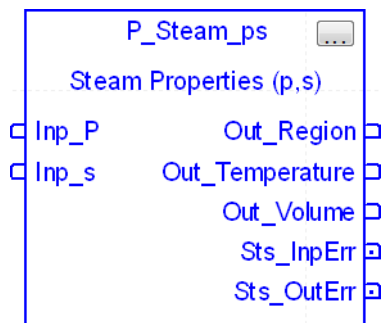 P_Steam_ps ...
Steam Properties (p,s)
Inp_P Out_Region
Inp_s Out_Temperature
Out_Volume
Sts_InpErr
Sts_OutErr